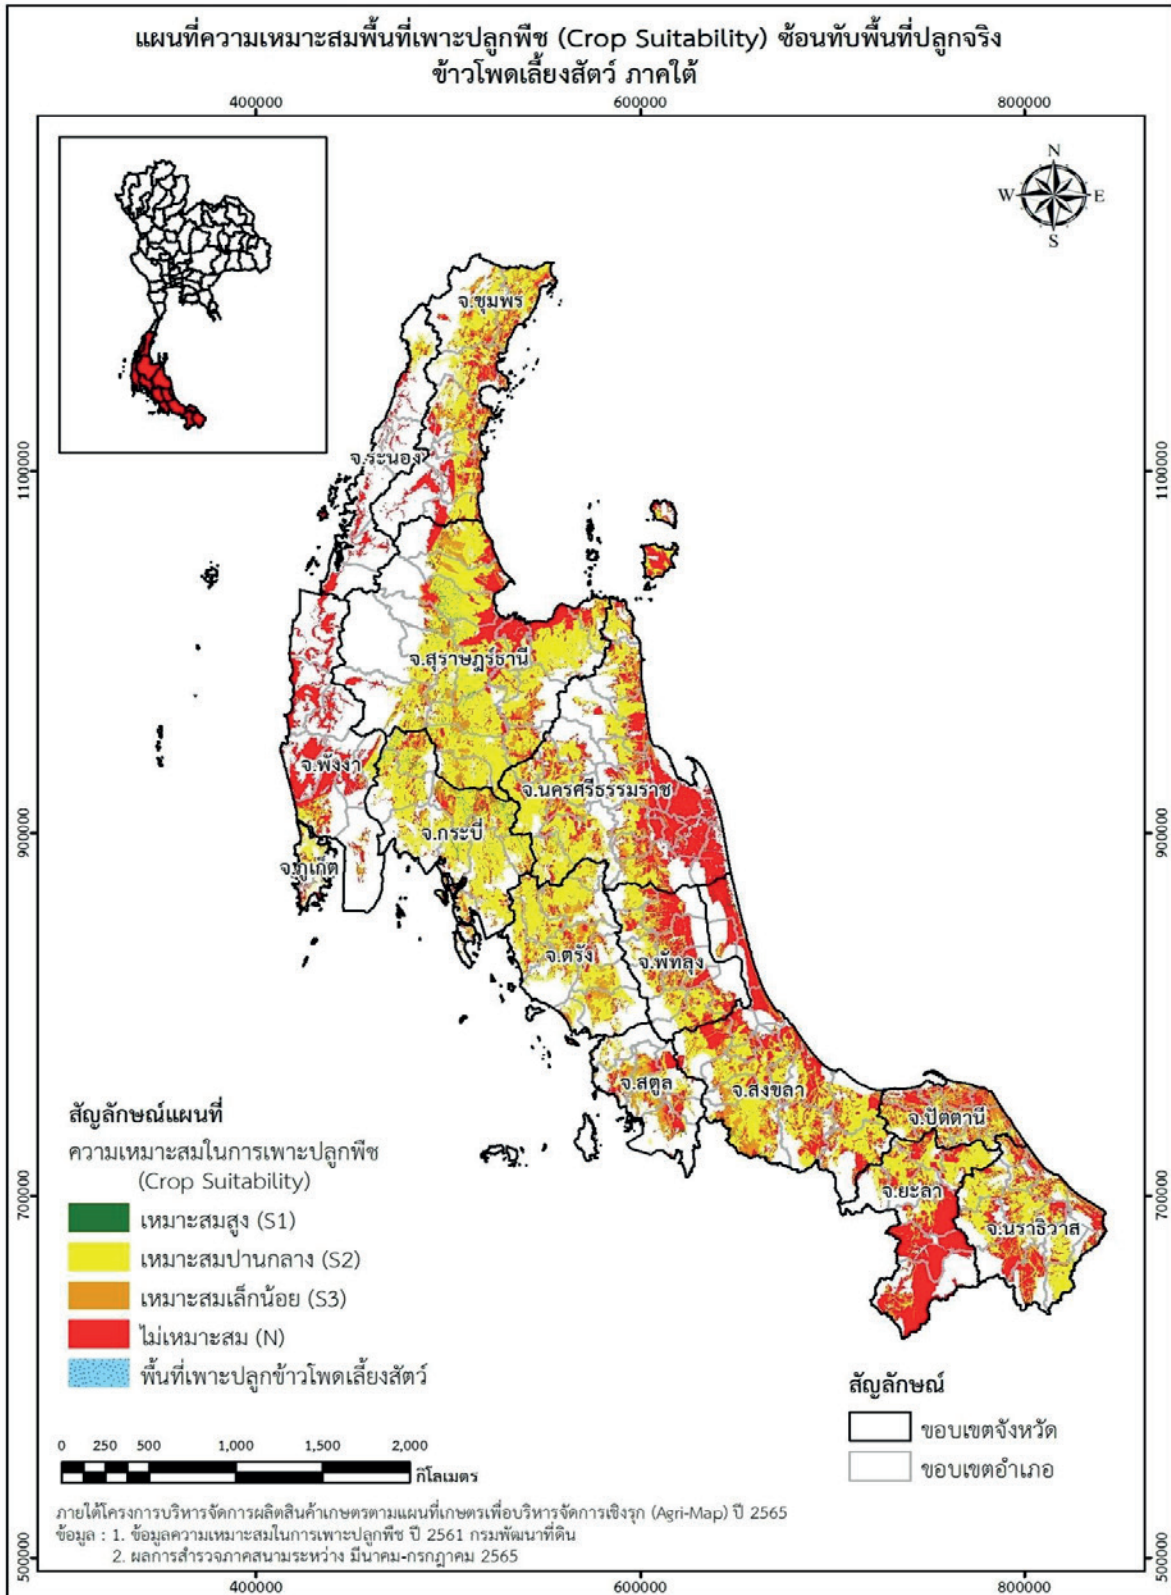 แผนที่ความเหมาะสมพื้นที่เพาะปลูกพืช (Crop Suitability) ซ้อนทับพื้นที่ปลูกจริง
ข้าวโพดเลี้ยงสัตว์ ภาคใต้
400000 600000 800000
N
W E
S
จ.ชุมพร
จ.ระนอง
1100000 1100000
จ.สุราษฎร์ธานี
จ.พังงา
จ.นครศรีธรรมราช
จ.กระบี่
900000 900000
จ.ภูเก็ต
จ.ตรัง
จ.พัทลุง
จ.สตูล
จ.สงขลา
จ.ปัตตานี
จ.ยะลา
จ.นราธิวาส
700000 700000
สัญลักษณ์แผนที่
ความเหมาะสมในการเพาะปลูกพืช
(Crop Suitability)
เหมาะสมสูง (S1)
เหมาะสมปานกลาง (S2)
เหมาะสมเล็กน้อย (S3)
ไม่เหมาะสม (N)
พื้นที่เพาะปลูกข้าวโพดเลี้ยงสัตว์
สัญลักษณ์
ขอบเขตจังหวัด
ขอบเขตอำเภอ
0 250 500 1,000 1,500 2,000
กิโลเมตร
ภายใต้โครงการบริหารจัดการผลิตสินค้าเกษตรตามแผนที่เกษตรเพื่อบริหารจัดการเชิงรุก (Agri-Map) ปี 2565
ข้อมูล : 1. ข้อมูลความเหมาะสมในการเพาะปลูกพืช ปี 2561 กรมพัฒนาที่ดิน
2. ผลการสำรวจภาคสนามระหว่าง มีนาคม-กรกฎาคม 2565
500000 500000
400000 600000 800000